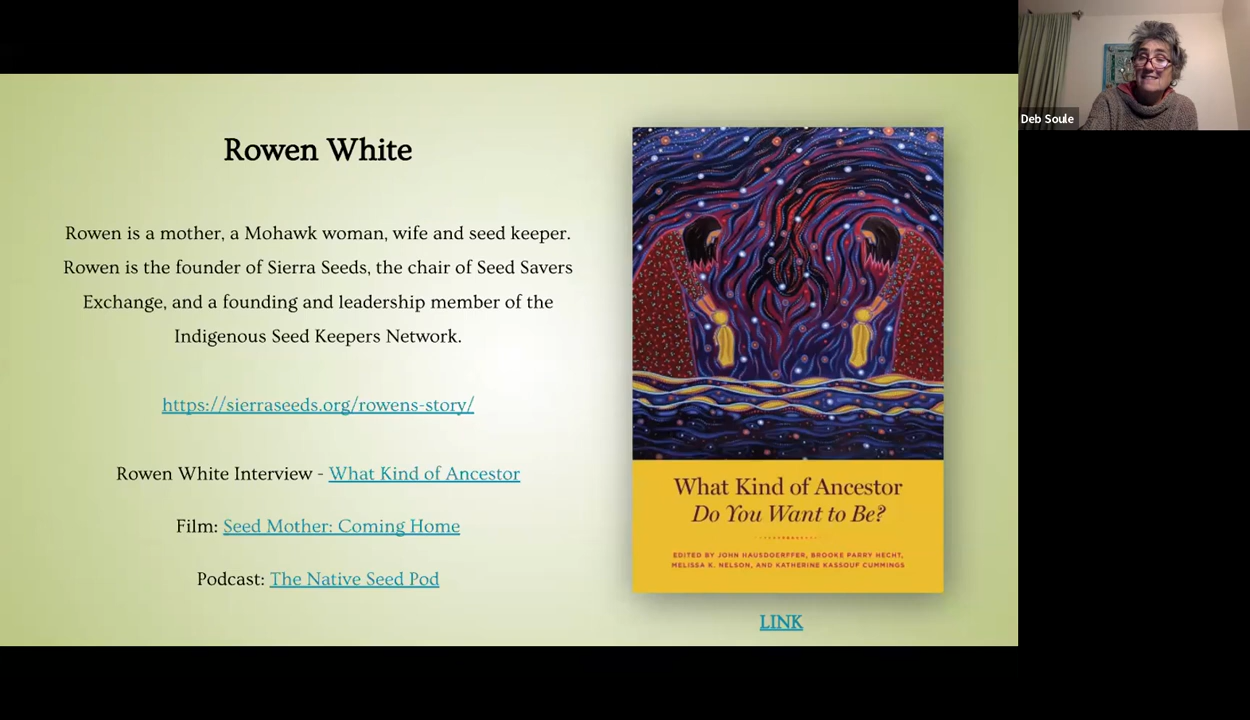 Rowen White
Rowen is a mother, a Mohawk woman, wife and seed keeper.
Rowen is the founder of Sierra Seeds, the chair of Seed Savers
Exchange, and a founding and leadership member of the
Indigenous Seed Keepers Network.
https://sierraseeds.org/rowens-story/
Rowen White Interview - What Kind of Ancestor
Film: Seed Mother: Coming Home
Podcast: The Native Seed Pod
What Kind of Ancestor
Do You Want to Be?
EDITED BY JOHN HAUSDOERFFER, BROOKE PARRY HECHT,
MELISSA K. NELSON, AND KATHERINE KASSOUF CUMMINGS
LINK
Deb Soule